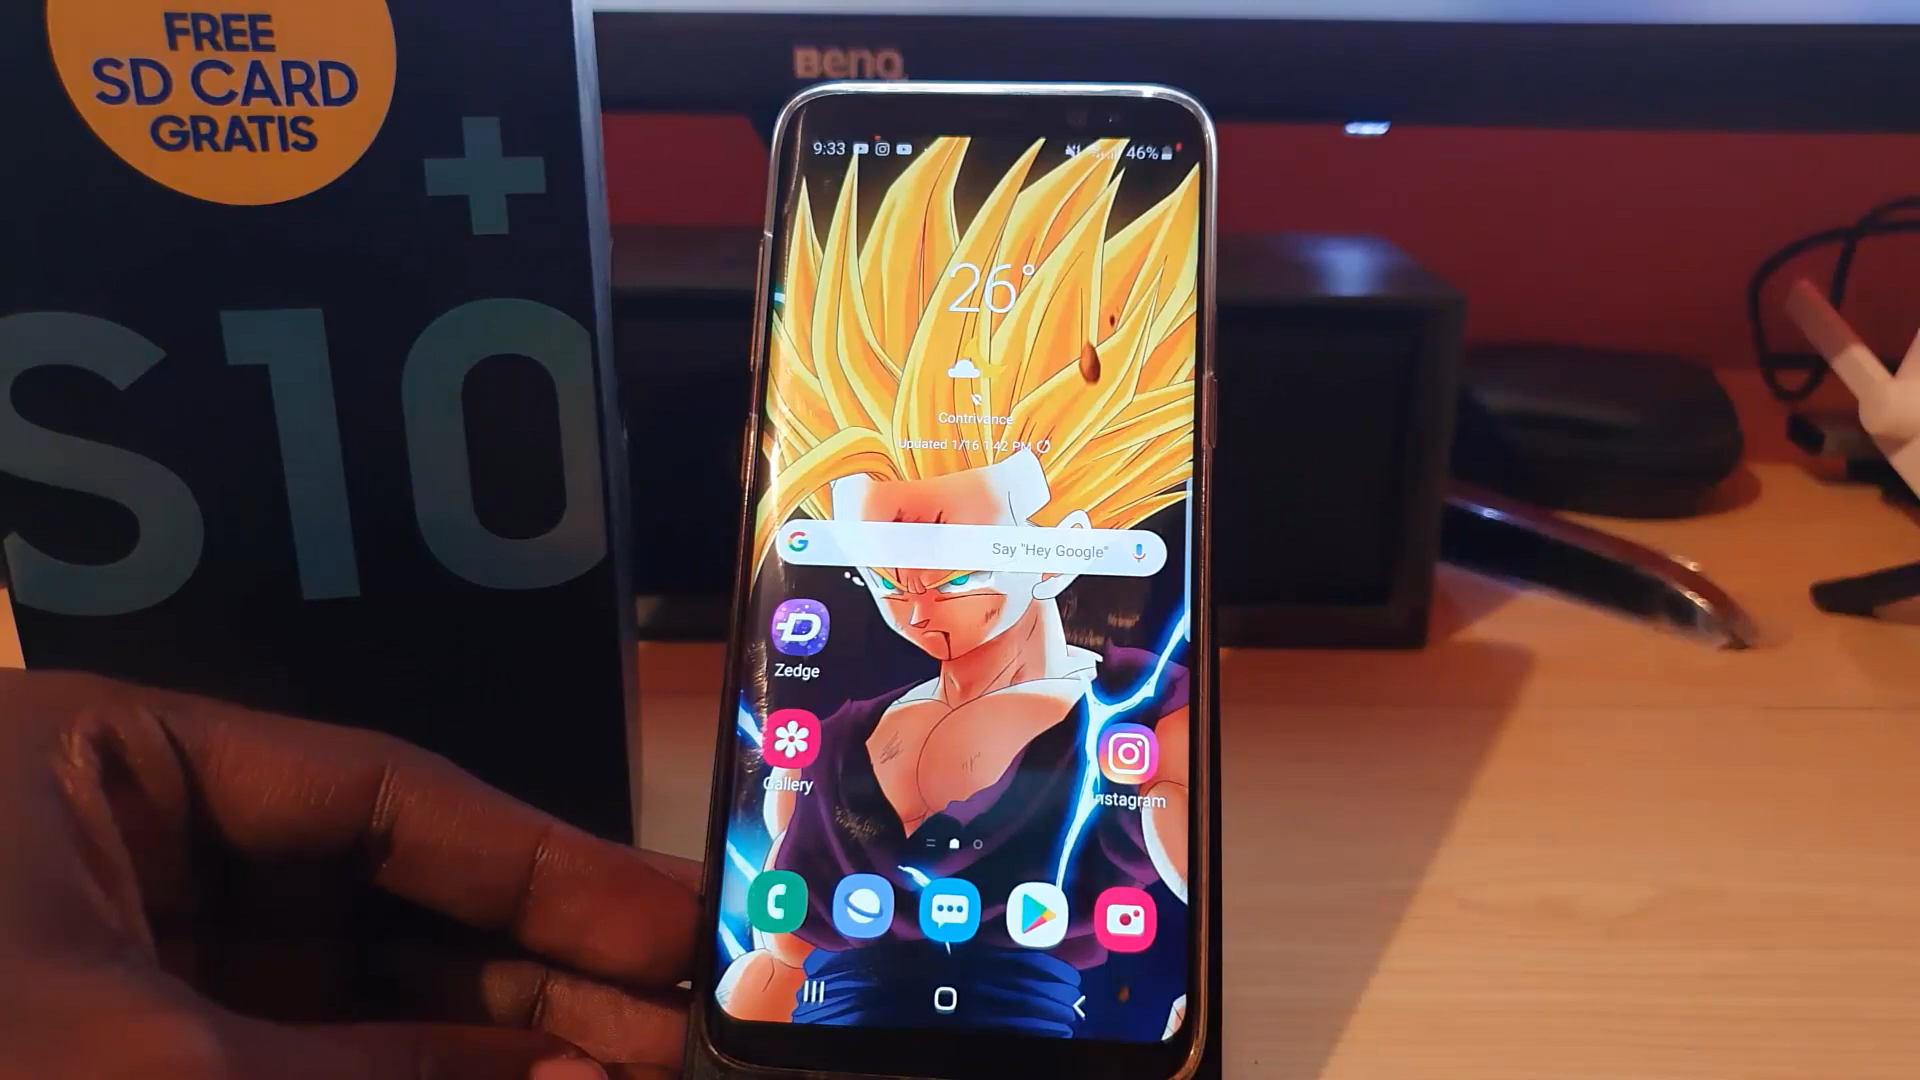 FREE
SD CARD
GRATIS
S10+
BenQ
9:33
46%
26°
Contrivance
Updated 1/16 1:42 PM
G
Say "Hey Google"
Zedge
Gallery
Instagram